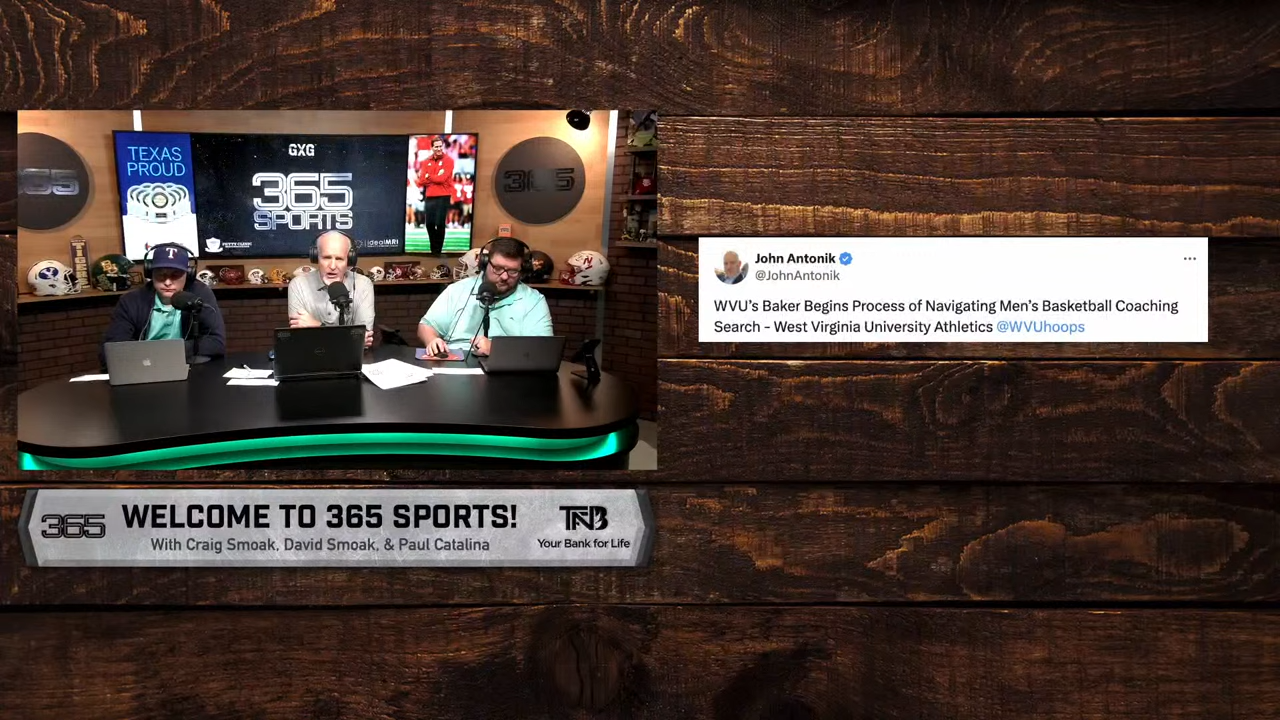 TEXAS
PROUD
GXG
365
SPORTS
idealMRI
365
365
John Antonik
@JohnAntonik
WVU's Baker Begins Process of Navigating Men's Basketball Coaching
Search - West Virginia University Athletics @WVUhoops
365
WELCOME TO 365 SPORTS!
With Craig Smoak, David Smoak, & Paul Catalina
TFNB
Your Bank for Life